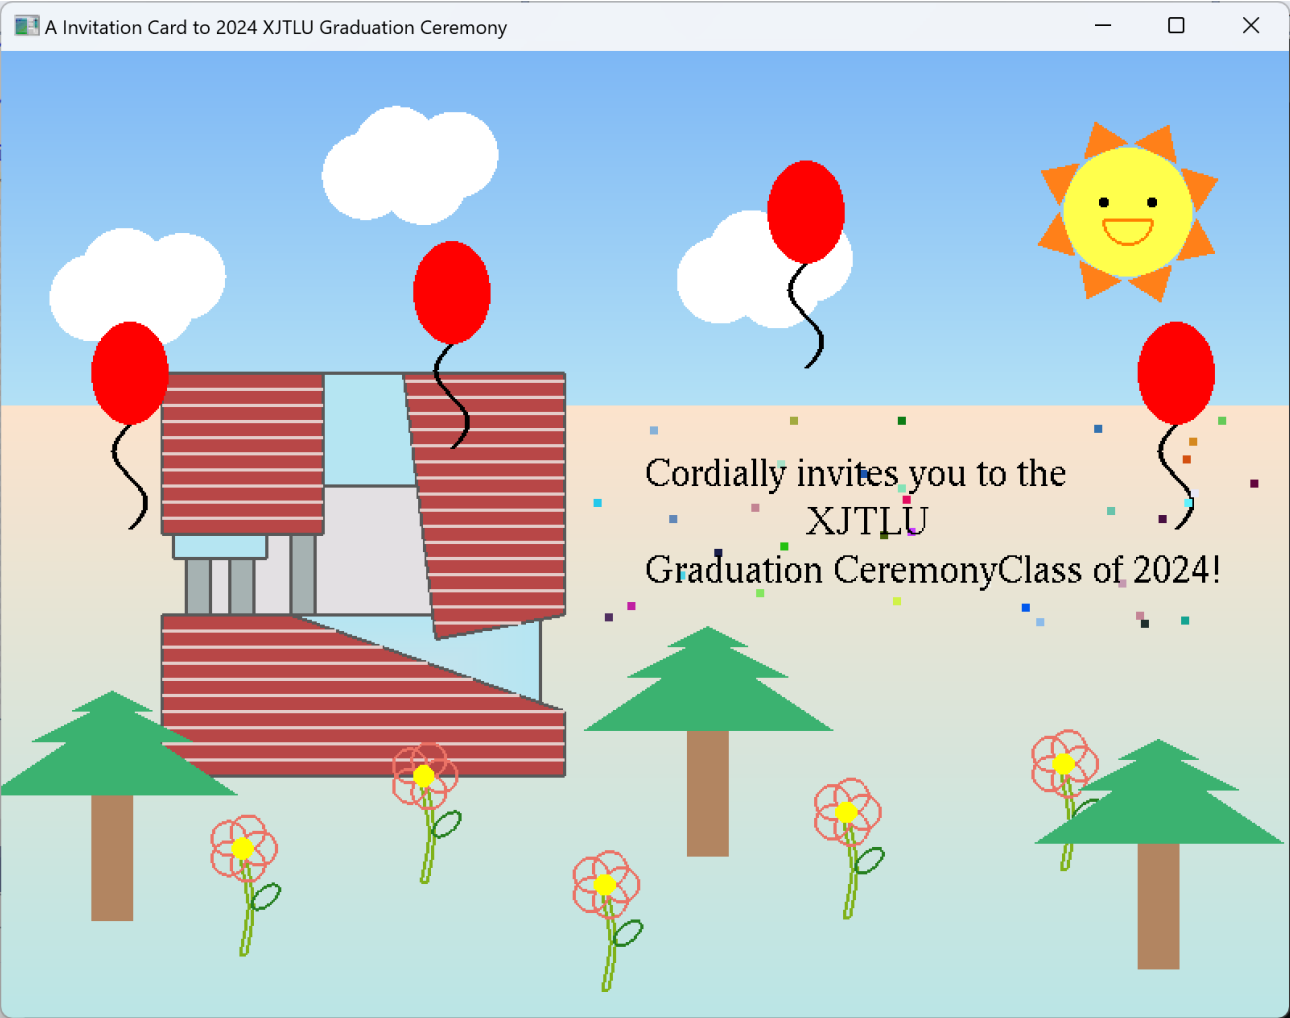 A Invitation Card to 2024 XJTLU Graduation Ceremony
Cordially invites you to the
XJTLU
Graduation CeremonyClass of 2024!